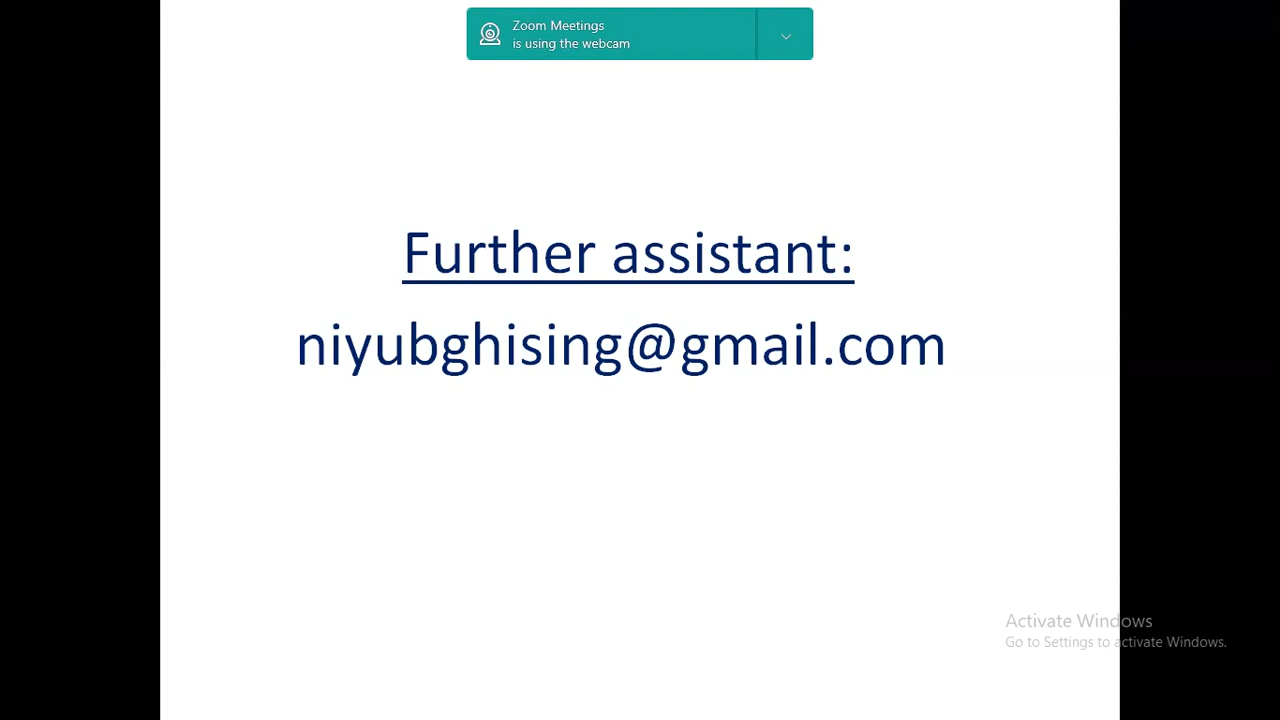 Zoom Meetings
is using the webcam
Further assistant:
niyubghising@gmail.com
Activate Windows
Go to Settings to activate Windows.